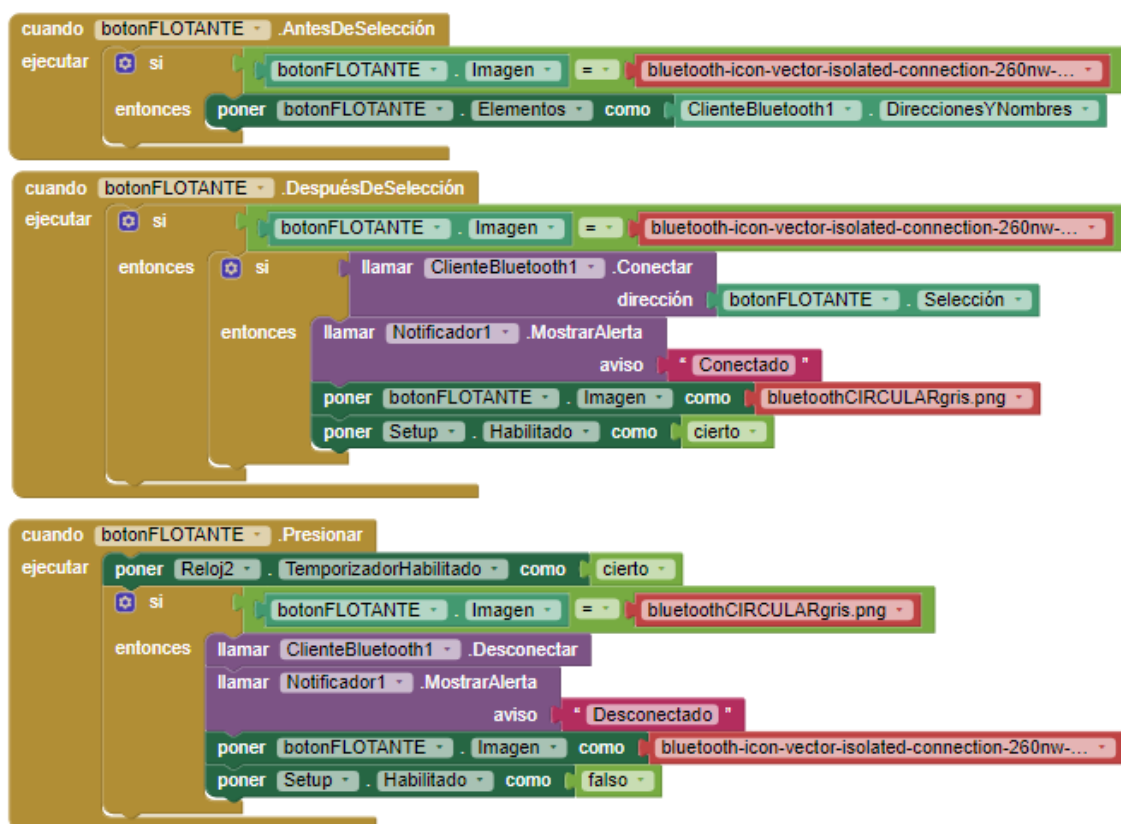 cuando botonFLOTANTE .AntesDeSelección
ejecutar si botonFLOTANTE . Imagen = bluetooth-icon-vector-isolated-connection-260nw-...
entonces poner botonFLOTANTE . Elementos como ClienteBluetooth1 . DireccionesYNombres
cuando botonFLOTANTE .DespuésDeSelección
ejecutar si botonFLOTANTE . Imagen = bluetooth-icon-vector-isolated-connection-260nw-...
entonces si llamar ClienteBluetooth1 .Conectar
dirección botonFLOTANTE . Selección
entonces llamar Notificador1 .MostrarAlerta
aviso " Conectado "
poner botonFLOTANTE . Imagen como bluetoothCIRCULARgris.png
poner Setup . Habilitado como cierto
cuando botonFLOTANTE .Presionar
ejecutar poner Reloj2 . TemporizadorHabilitado como cierto
si botonFLOTANTE . Imagen = bluetoothCIRCULARgris.png
entonces llamar ClienteBluetooth1 .Desconectar
llamar Notificador1 .MostrarAlerta
aviso " Desconectado "
poner botonFLOTANTE . Imagen como bluetooth-icon-vector-isolated-connection-260nw-...
poner Setup . Habilitado como falso